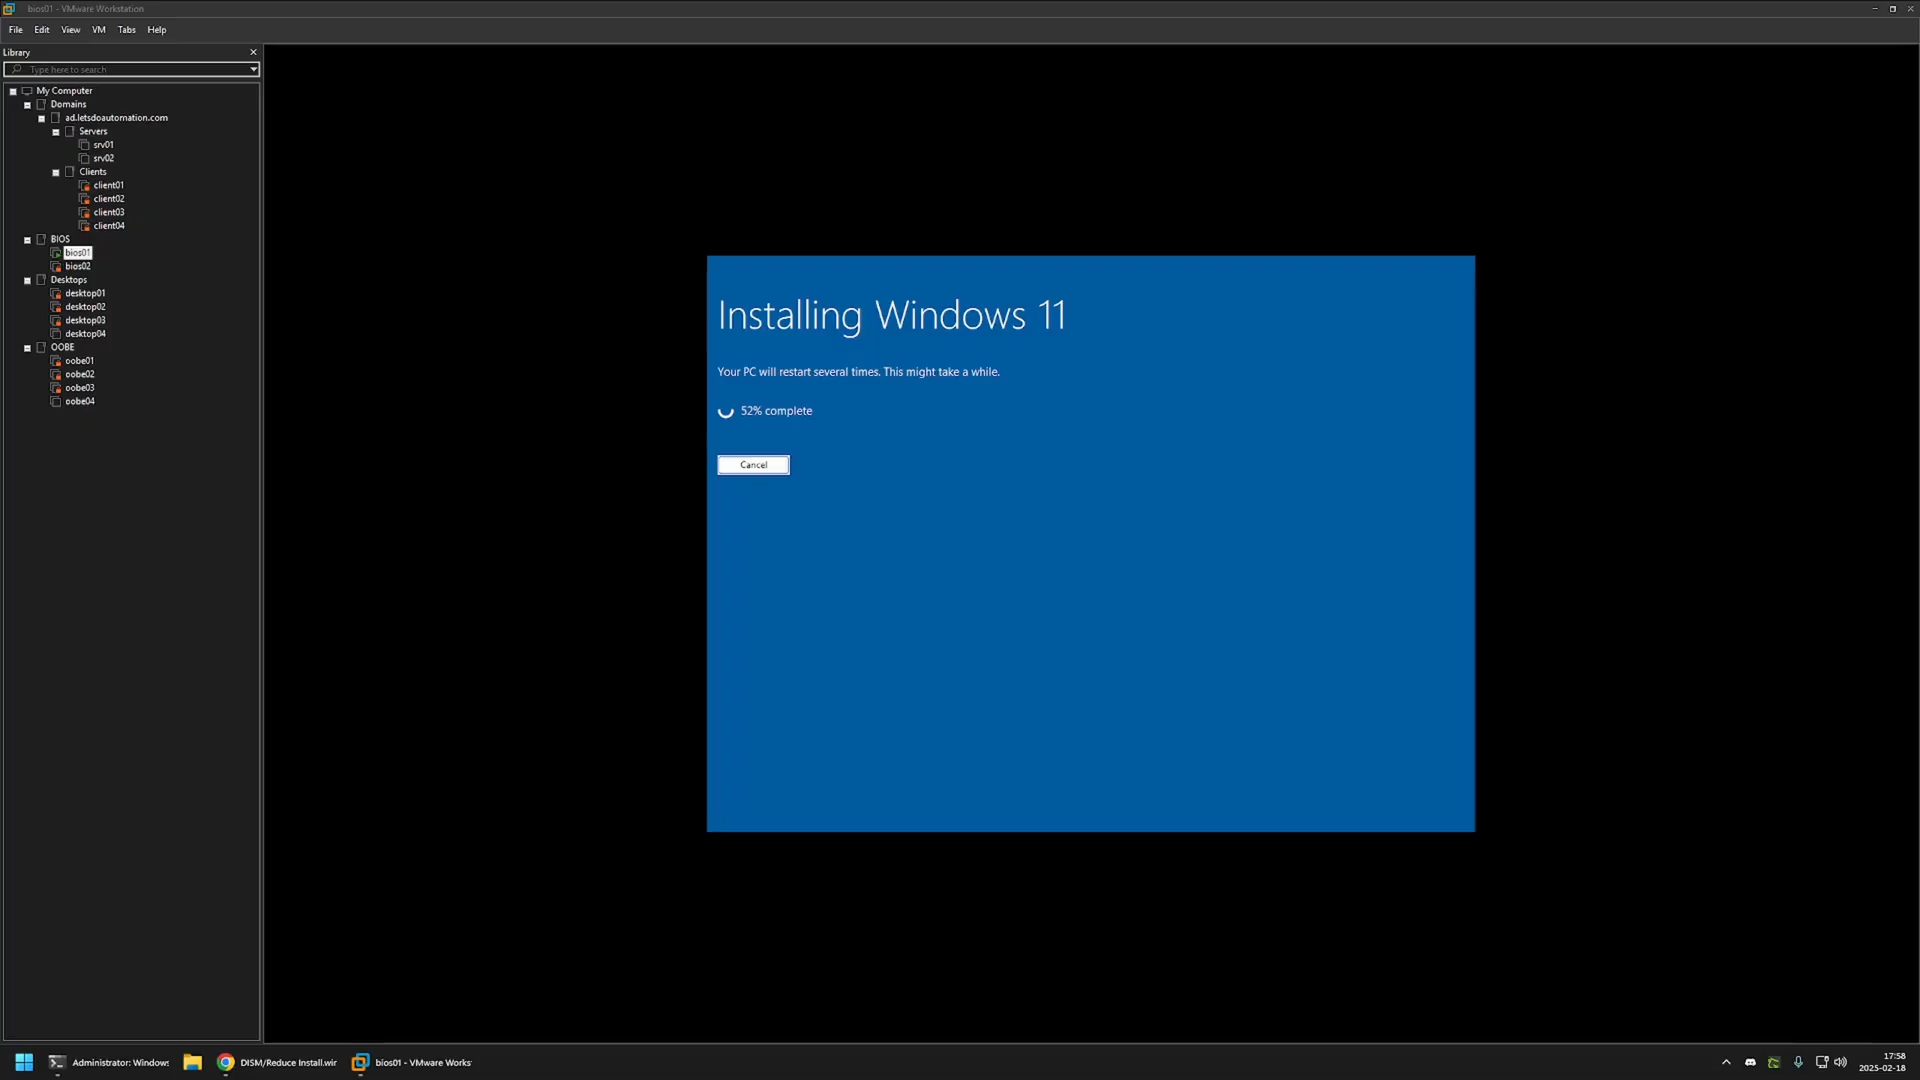 bios01 - VMware Workstation
File Edit View VM Tabs Help
Library
Type here to search
My Computer
Domains
ad.letsdoautomation.com
Servers
srv01
srv02
Clients
client01
client02
client03
client04
BIOS
bios01
bios02
Desktops
desktop01
desktop02
desktop03
desktop04
OOBE
oobe01
oobe02
oobe03
oobe04
Installing Windows 11
Your PC will restart several times. This might take a while.
52% complete
Cancel
Administrator: Windows
DISM/Reduce Install.wir
bios01 - VMware Works
17:58
2025-02-18